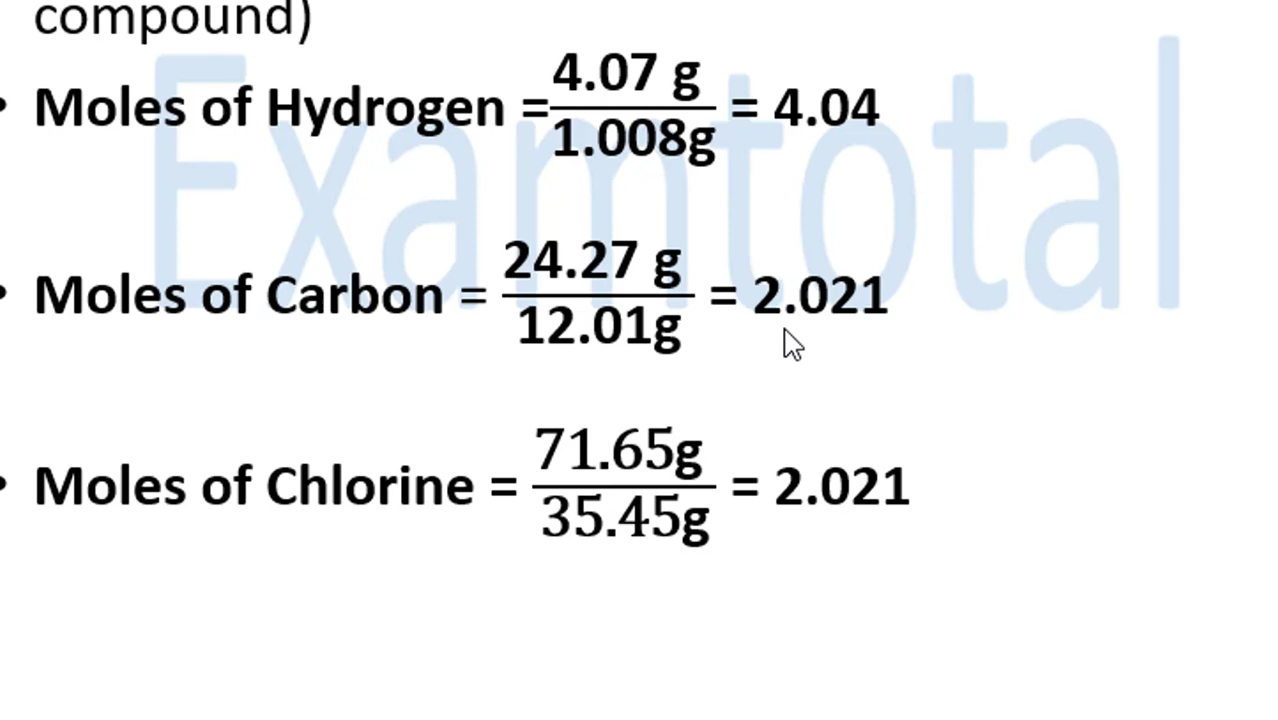 compound)
• Moles of Hydrogen = 4.07 g / 1.008g = 4.04
• Moles of Carbon = 24.27 g / 12.01g = 2.021
• Moles of Chlorine = 71.65g / 35.45g = 2.021
Examtotal